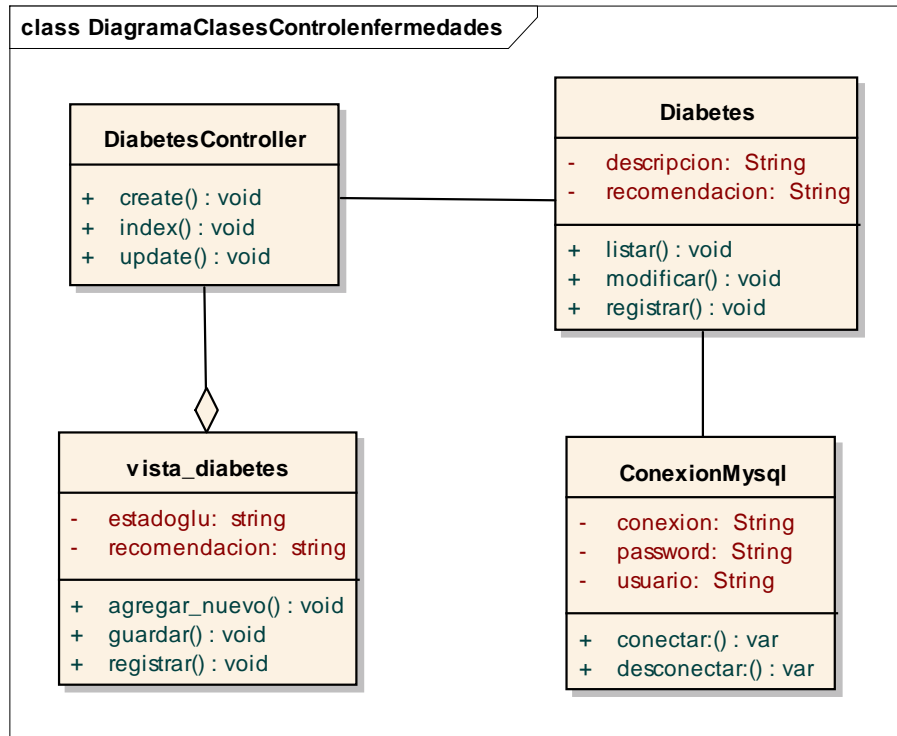 class DiagramaClasesControlenfermedades
DiabetesController
+ create() : void
+ index() : void
+ update() : void
Diabetes
- descripcion: String
- recomendacion: String
+ listar() : void
+ modificar() : void
+ registrar() : void
vista_diabetes
- estadoglu: string
- recomendacion: string
+ agregar_nuevo() : void
+ guardar() : void
+ registrar() : void
ConexionMysql
- conexion: String
- password: String
- usuario: String
+ conectar:() : var
+ desconectar:() : var